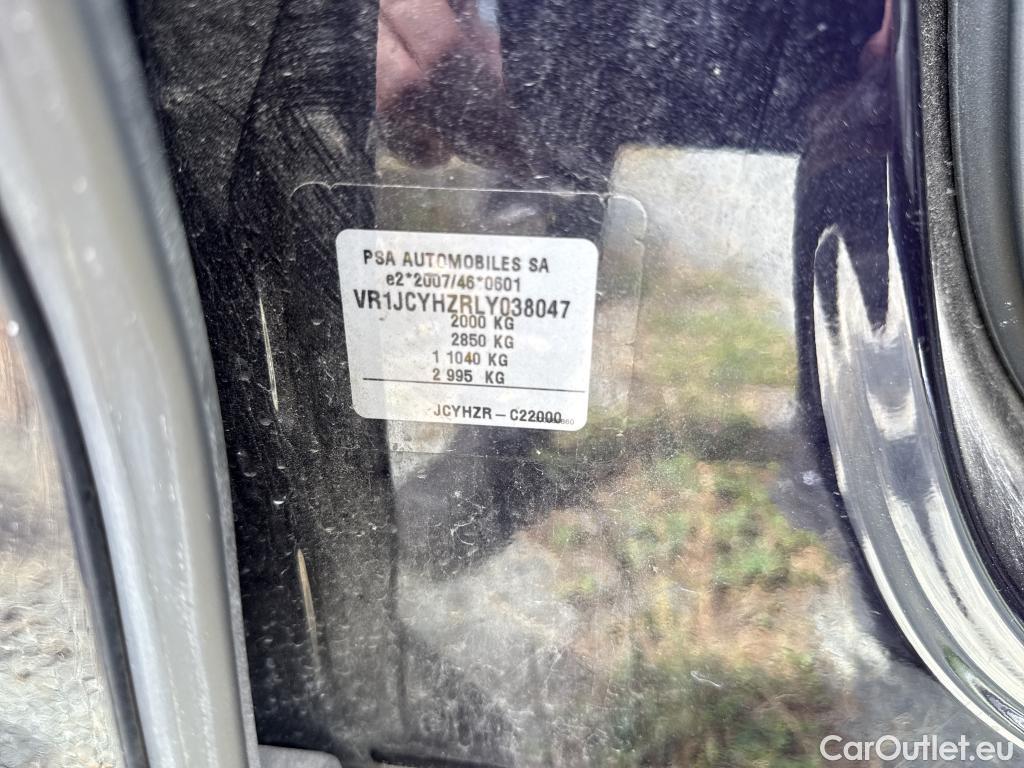 PSA AUTOMOBILES SA
e2*2007/46*0601
VR1JCYHZRLY038047
2000 KG
2850 KG
1 1040 KG
2 995 KG
JCYHZR - C22000
CarOutlet.eu